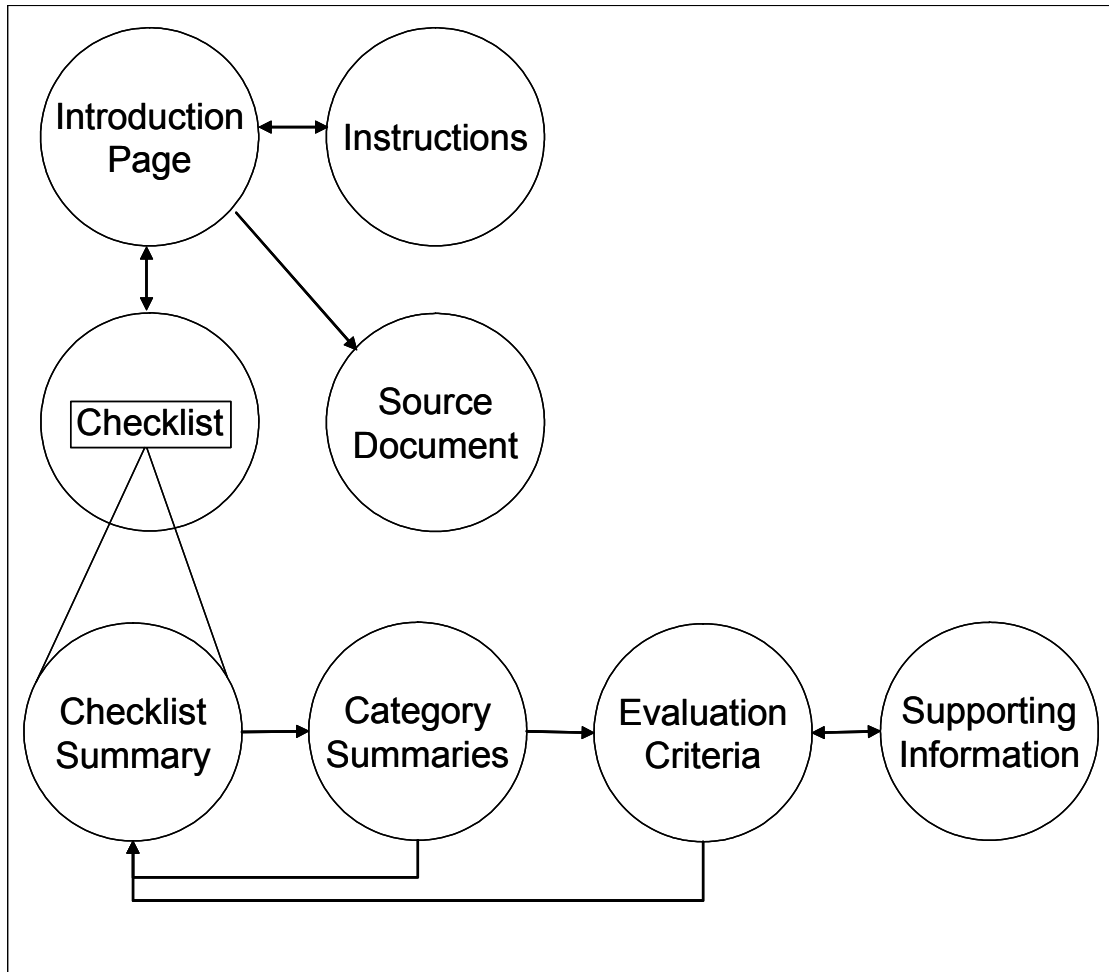 Introduction
Page
Instructions
Checklist
Source
Document
Checklist
Summary
Category
Summaries
Evaluation
Criteria
Supporting
Information